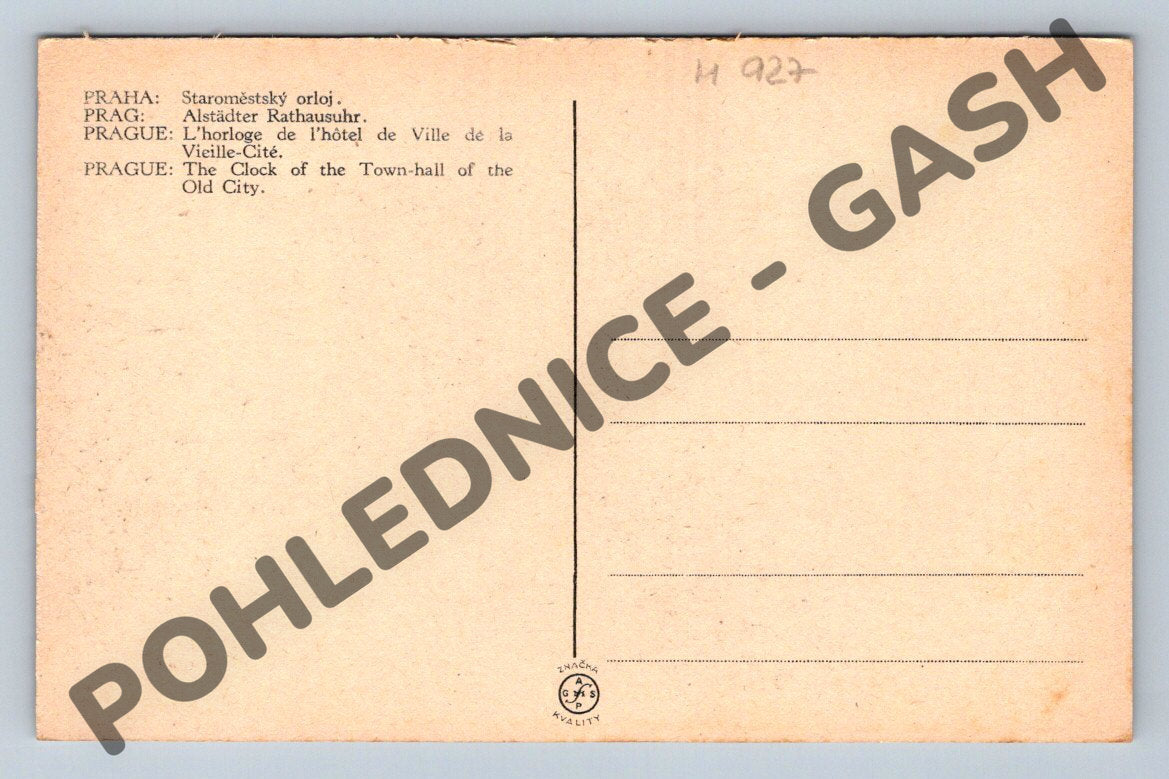 PRAHA: Staroměstský orloj.
PRAG: Alstädter Rathausuhr.
PRAGUE: L'horloge de l'hôtel de Ville de la
Vieille-Cité.
PRAGUE: The Clock of the Town-hall of the
Old City.
H 927
POHLEDNICE - GASH
ZNAČKA
A
G S
P
KVALITY